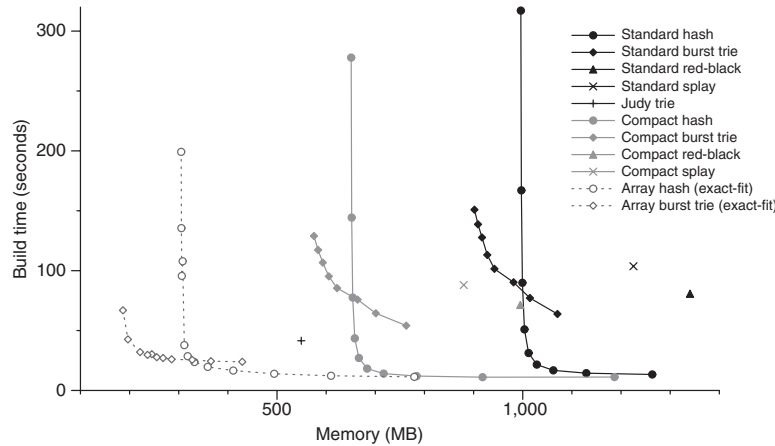 300
200
100
0
Build time (seconds)
500
1,000
Memory (MB)
Standard hash
Standard burst trie
Standard red-black
Standard splay
Judy trie
Compact hash
Compact burst trie
Compact red-black
Compact splay
Array hash (exact-fit)
Array burst trie (exact-fit)